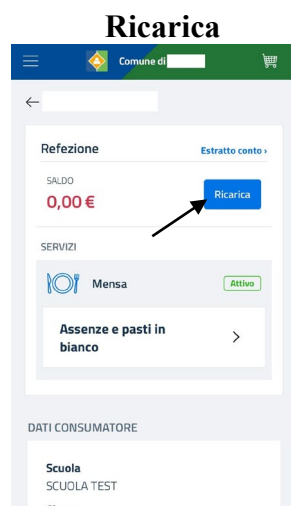 Ricarica
Comune di
Refezione
Estratto conto ›
SALDO
0,00 €
Ricarica
SERVIZI
Mensa
Attivo
Assenze e pasti in
bianco
DATI CONSUMATORE
Scuola
SCUOLA TEST